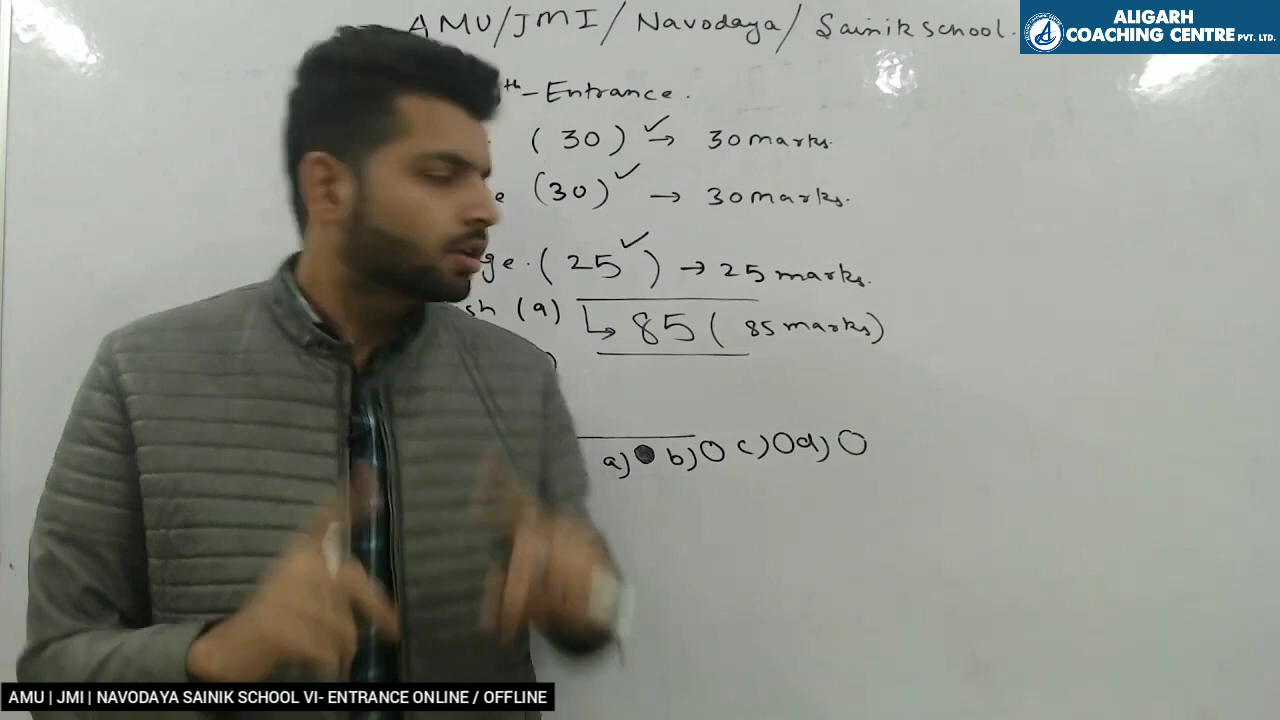 AMU/JMI/Navodaya/Sainik School.
ALIGARH
COACHING CENTRE PVT. LTD.
th-Entrance.
(30) ✓ → 30 marks.
e (30) ✓ → 30 marks.
ge. (25 ✓) → 25 marks.
sh (a)
↳ 85 (85 marks)
)
a) ● b) O c) O d) O
AMU | JMI | NAVODAYA SAINIK SCHOOL VI- ENTRANCE ONLINE / OFFLINE